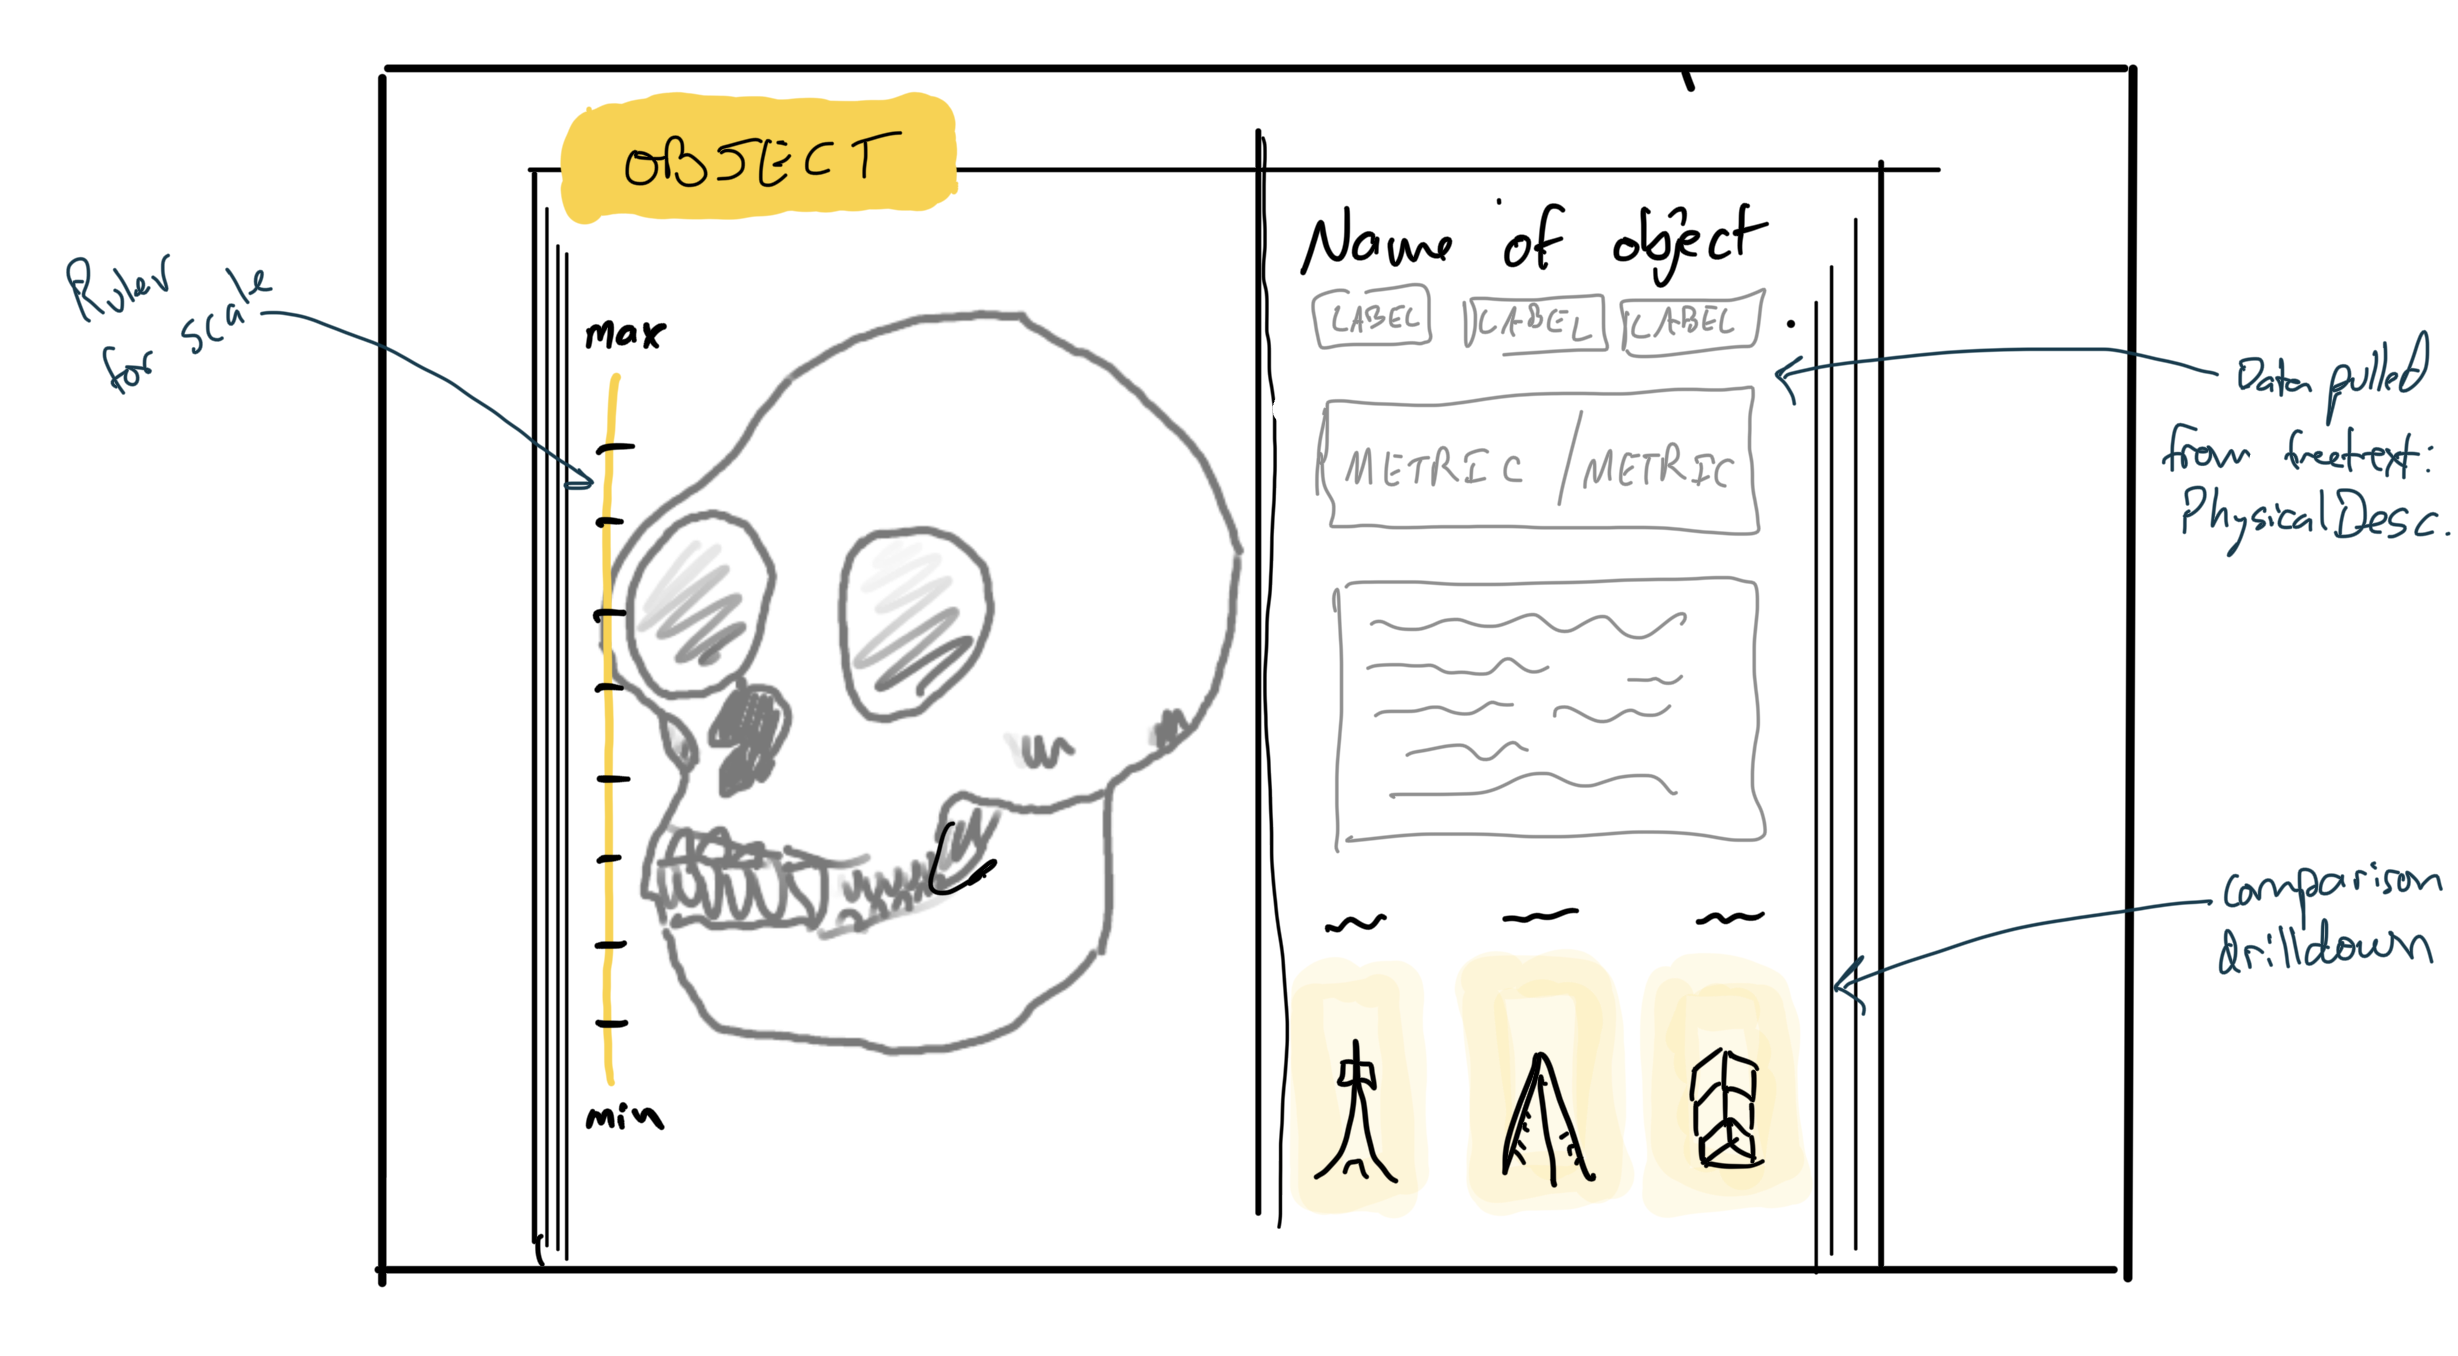 OBJECT
Ruler
for scale
max
min
Name of object
LABEL LABEL LABEL
METRIC / METRIC
Data pulled
from freetext:
PhysicalDesc.
comparison
drilldown